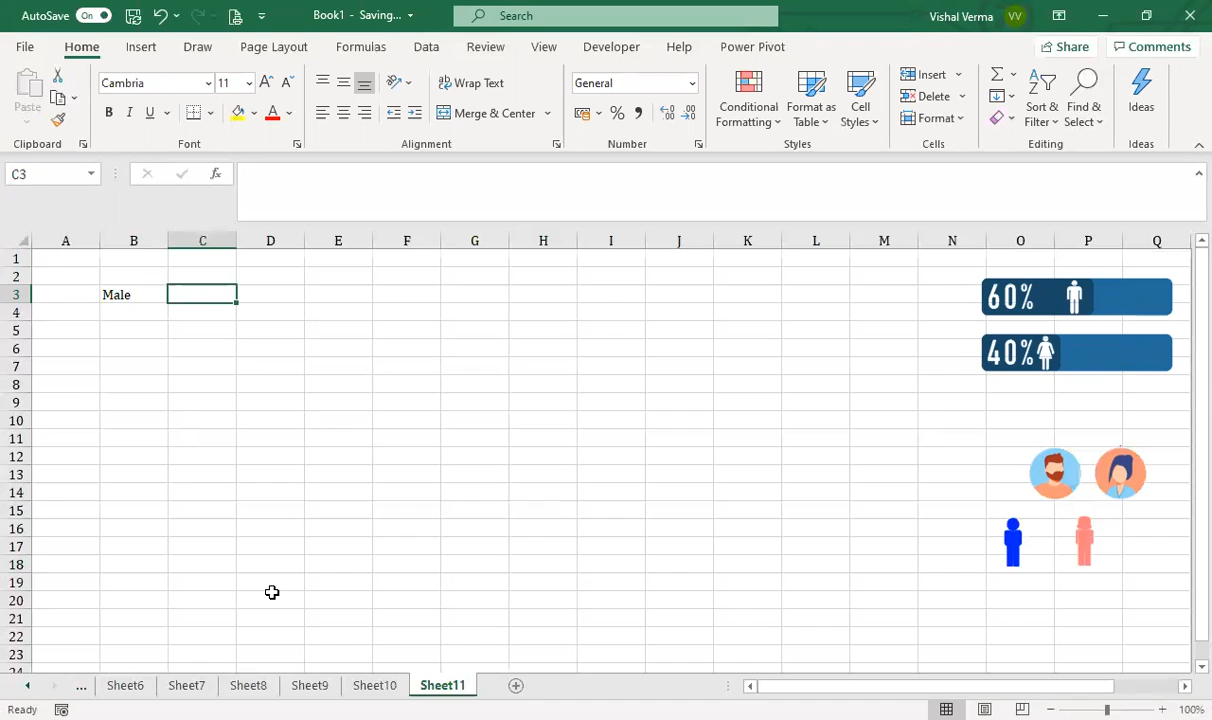 AutoSave On Book1 - Saving... Search Vishal Verma VV
File Home Insert Draw Page Layout Formulas Data Review View Developer Help Power Pivot Share Comments
Paste Cambria 11 Wrap Text General Conditional Formatting Format as Table Cell Styles Insert Sort & Filter Find & Select Ideas
B I U A Merge & Center % , Delete
Format
Clipboard Font Alignment Number Styles Cells Editing Ideas
C3 fx
A B C D E F G H I J K L M N O P Q
1
2
3 Male 60%
4
5
6 40%
7
8
9
10
11
12
13
14
15
16
17
18
19
20
21
22
23
24
... Sheet6 Sheet7 Sheet8 Sheet9 Sheet10 Sheet11
Ready 100%